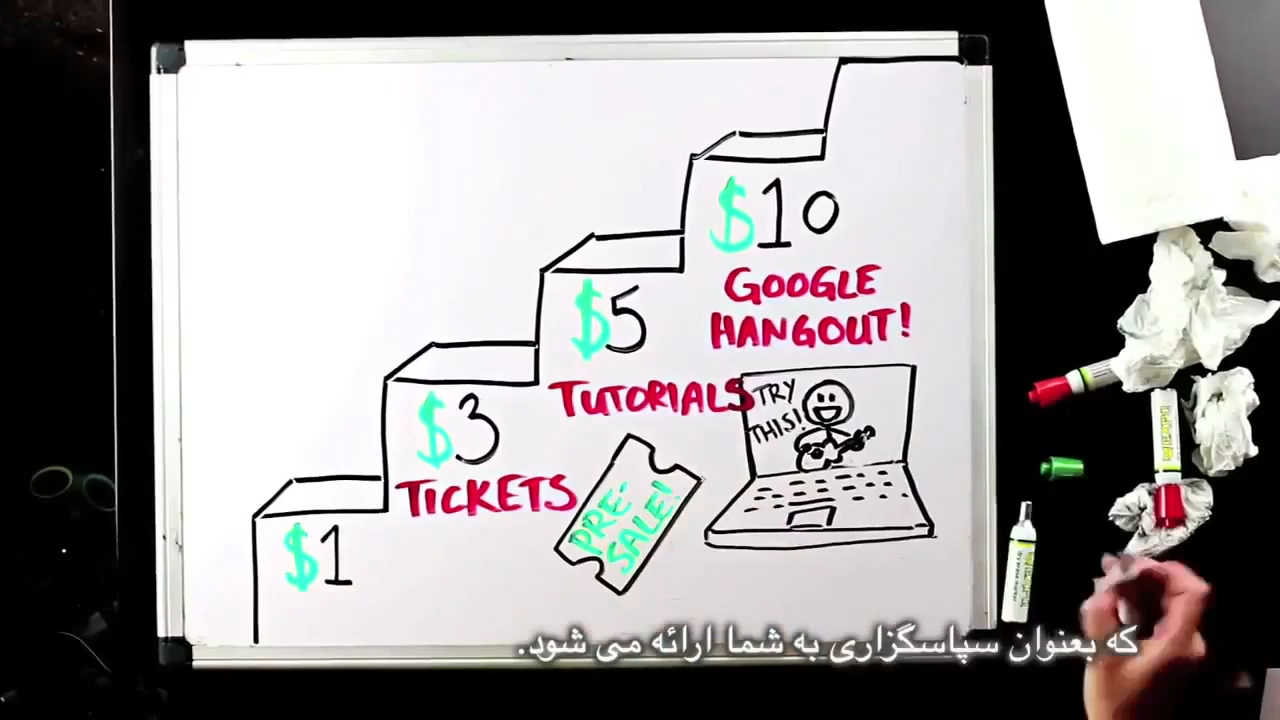 $10
GOOGLE
HANGOUT!
$5
TUTORIALS
TRY
THIS!
$3
TICKETS
PRE-
SALE!
$1
که بعنوان سپاسگزاری به شما ارائه می شود.